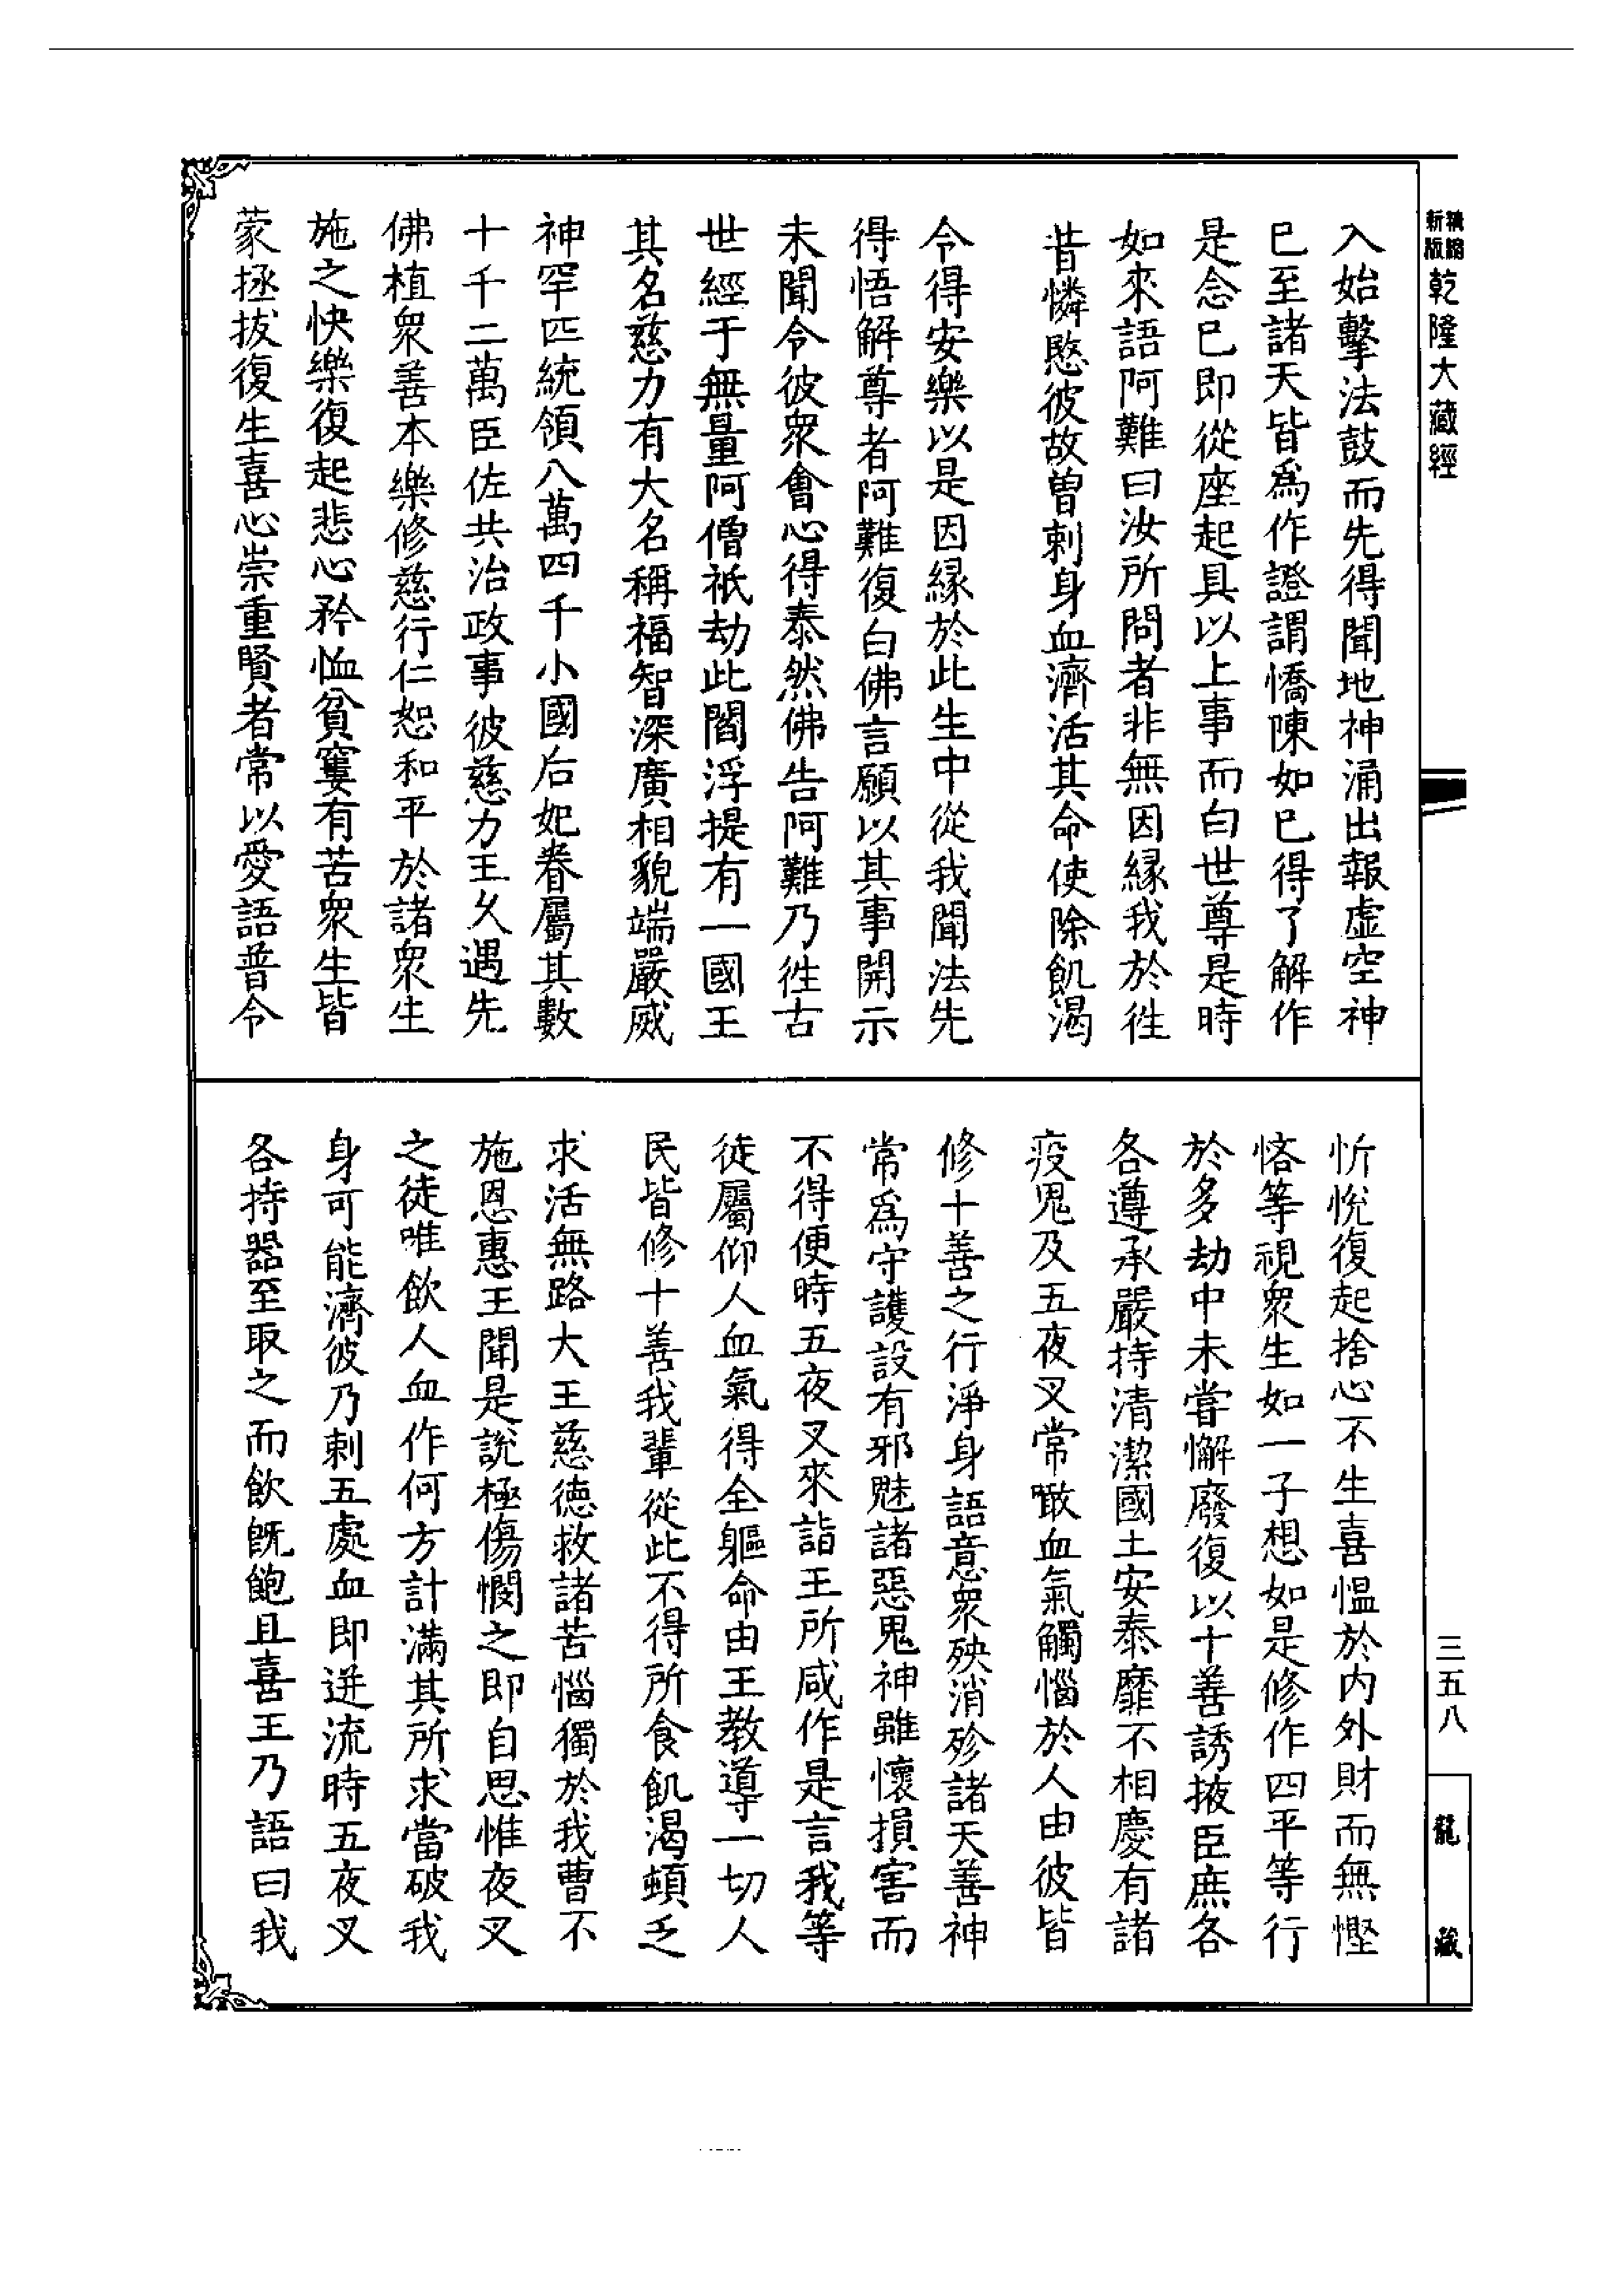 新版
精縮
乾隆大藏經
入始擊法鼓而先得聞地神涌出報虛空神
已至諸天皆爲作證謂憍陳如已得了解作
是念已即從座起具以上事而白世尊是時
如來語阿難曰汝所問者非無因緣我於徃
昔憐愍彼故曾刺身血濟活其命使除飢渴
令得安樂以是因緣於此生中從我聞法先
得悟解尊者阿難復白佛言願以其事開示
未聞令彼衆會心得泰然佛告阿難乃徃古
世經于無量阿僧祇劫此閻浮提有一國王
其名慈力有大名稱福智深廣相貌端嚴威
神罕匹統領八萬四千小國后妃眷屬其數
十千二萬臣佐共治政事彼慈力王久遇先
佛植衆善本樂修慈行仁恕和平於諸衆生
施之快樂復起悲心矜恤貧窶有苦衆生皆
蒙拯拔復生喜心崇重賢者常以愛語普令
忻悅復起捨心不生喜愠於内外財而無慳
悋等視衆生如一子想如是修作四平等行
於多劫中未甞懈廢復以十善誘掖臣庶各
各遵承嚴持清潔國土安泰靡不相慶有諸
疫鬼及五夜叉常噉血氣觸惱於人由彼皆
修十善之行淨身語意衆殃消殄諸天善神
常爲守護設有邪魅諸惡鬼神雖懷損害而
不得便時五夜叉來詣王所咸作是言我等
徒屬仰人血氣得全軀命由王教導一切人
民皆修十善我輩從此不得所食飢渴頓乏
求活無路大王慈德救諸苦惱獨於我曹不
施恩惠王聞是說極傷憫之即自思惟夜叉
之徒唯飲人血作何方計滿其所求當破我
身可能濟彼乃刺五處血即迸流時五夜叉
各持器至取之而飲既飽且喜王乃語曰我
三五八
龍藏